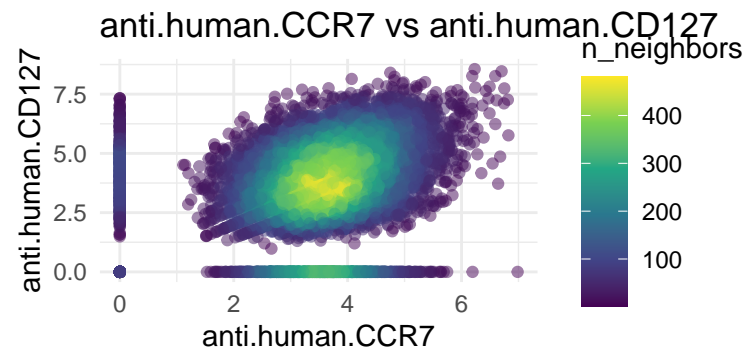 anti.human.CCR7 vs anti.human.CD127
n_neighbors
anti.human.CD127
7.5
5.0
2.5
0.0
0 2 4 6
anti.human.CCR7
400
300
200
100